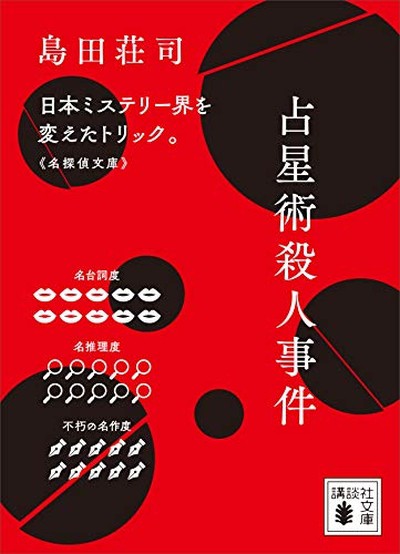 島田荘司
日本ミステリー界を
変えたトリック。
《名探偵文庫》
占星術殺人事件
名台詞度
名推理度
不朽の名作度
講談社
文庫